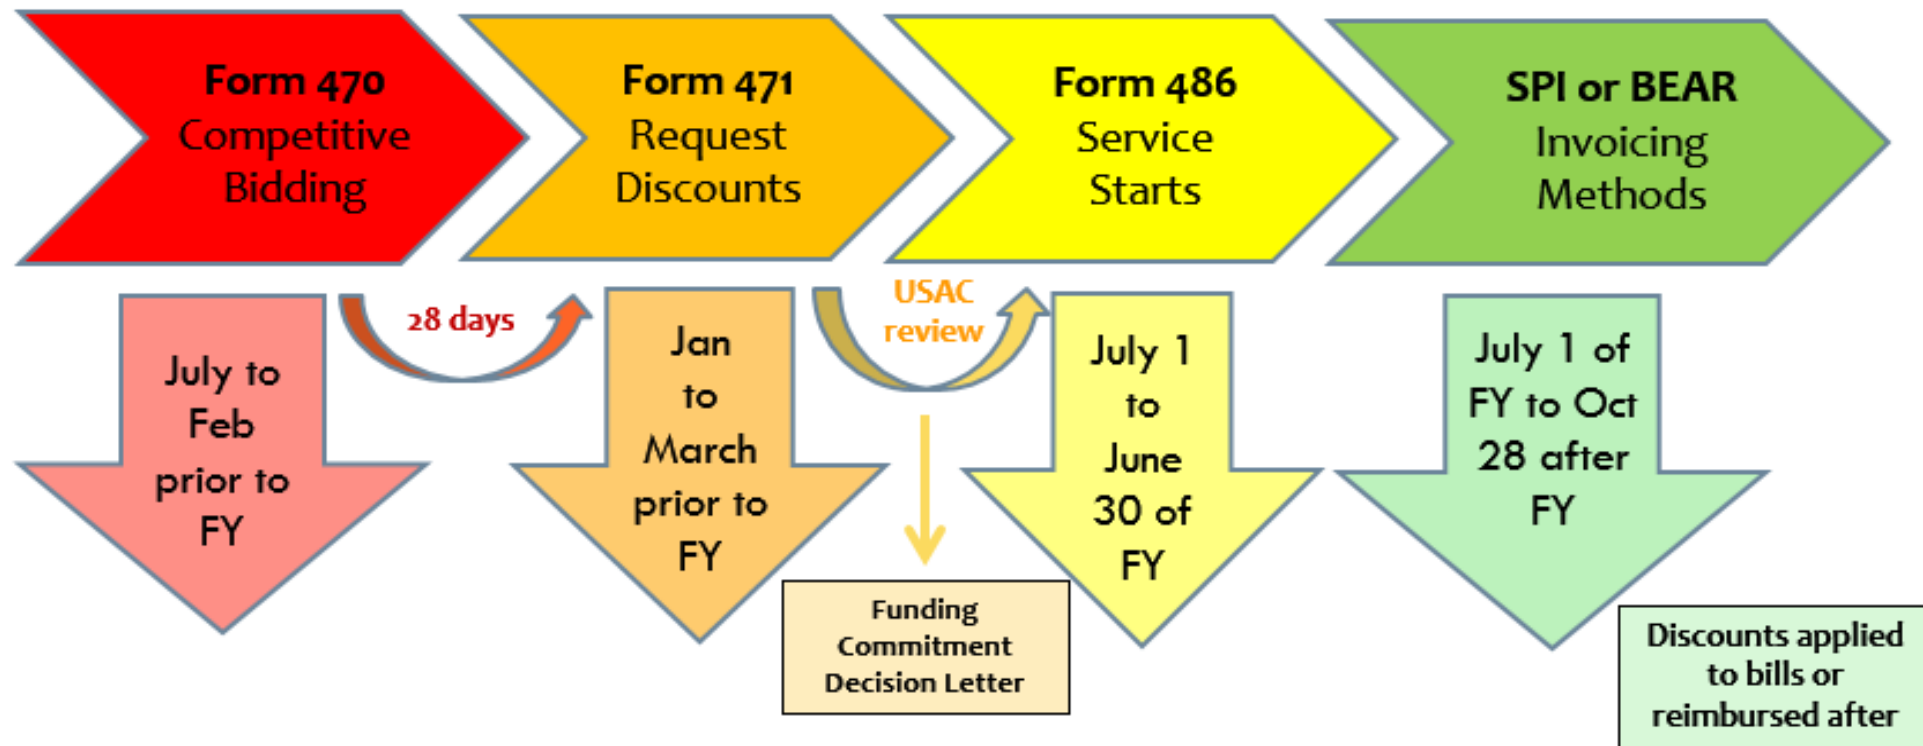 Form 470
Competitive
Bidding
Form 471
Request
Discounts
Form 486
Service
Starts
SPI or BEAR
Invoicing
Methods
28 days
USAC
review
July to
Feb
prior to
FY
Jan
to
March
prior to
FY
July 1
to
June
30 of
FY
July 1 of
FY to Oct
28 after
FY
Funding
Commitment
Decision Letter
Discounts applied
to bills or
reimbursed after